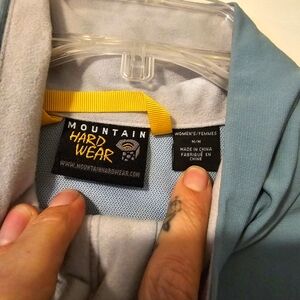 MOUNTAIN
HARD
WEAR
WWW.MOUNTAINHARDWEAR.COM
WOMEN'S/FEMMES
M/M
MADE IN CHINA
FABRIQUÉ EN
CHINE